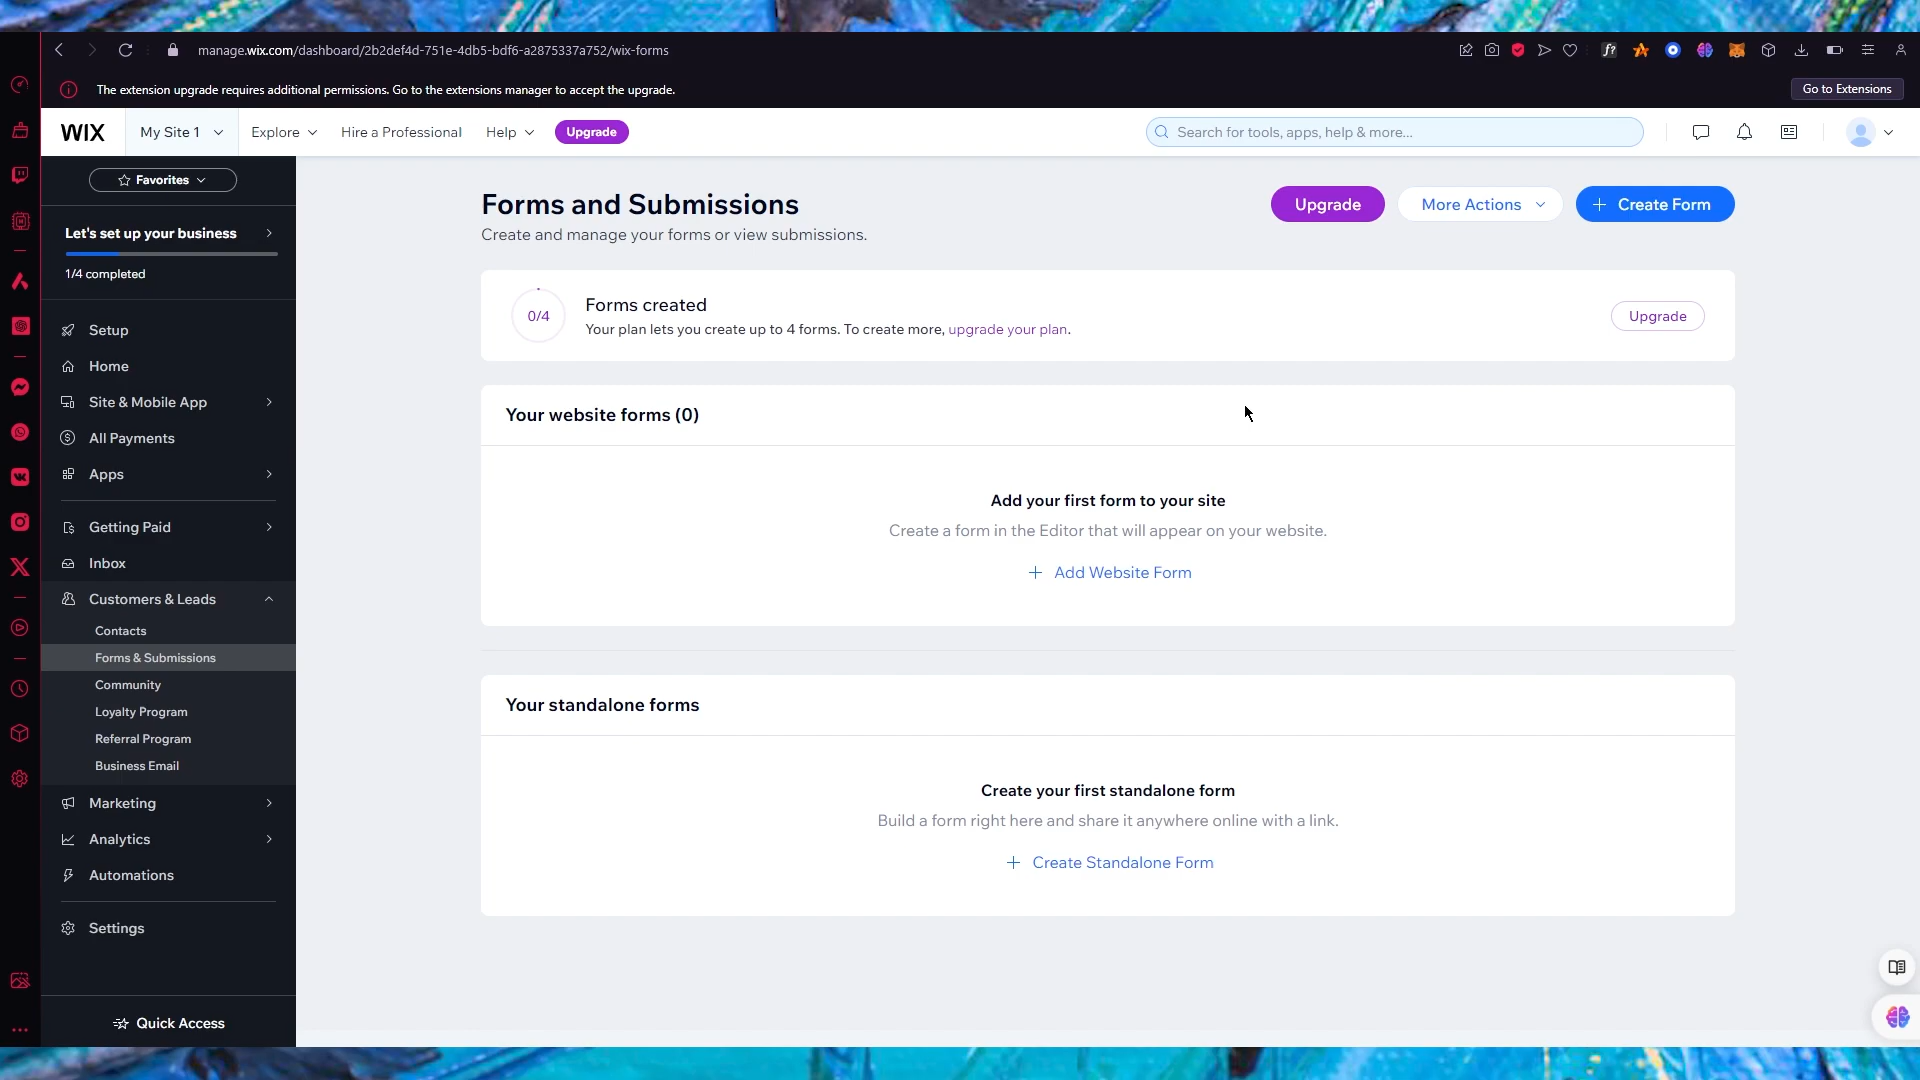 manage.wix.com/dashboard/2b2def4d-751e-4db5-bdf6-a2875337a752/wix-forms
The extension upgrade requires additional permissions. Go to the extensions manager to accept the upgrade.
Go to Extensions
WIX
My Site 1
Explore
Hire a Professional
Help
Upgrade
Search for tools, apps, help & more...
Favorites
Let's set up your business
1/4 completed
Setup
Home
Site & Mobile App
All Payments
Apps
Getting Paid
Inbox
Customers & Leads
Contacts
Forms & Submissions
Community
Loyalty Program
Referral Program
Business Email
Marketing
Analytics
Automations
Settings
Quick Access
Forms and Submissions
Create and manage your forms or view submissions.
Upgrade
More Actions
Create Form
0/4
Forms created
Your plan lets you create up to 4 forms. To create more, upgrade your plan.
Upgrade
Your website forms (0)
Add your first form to your site
Create a form in the Editor that will appear on your website.
Add Website Form
Your standalone forms
Create your first standalone form
Build a form right here and share it anywhere online with a link.
Create Standalone Form